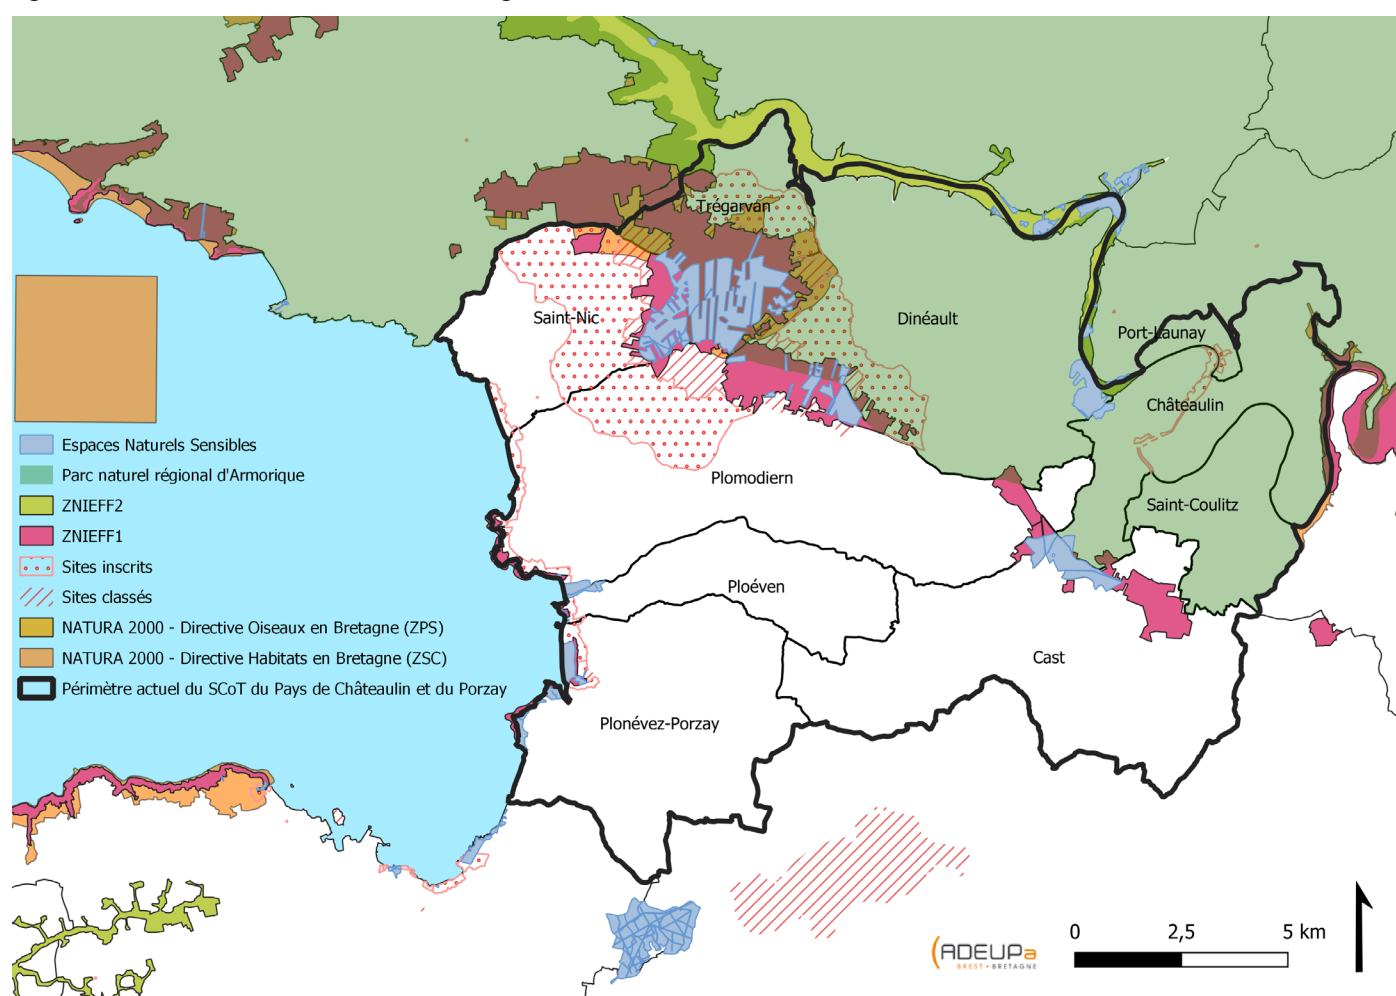 Trégarvan
Saint-Nic
Dinéault
Port-Launay
Châteaulin
Plomodiern
Saint-Coulitz
Ploéven
Cast
Plonévez-Porzay
Espaces Naturels Sensibles
Parc naturel régional d'Armorique
ZNIEFF2
ZNIEFF1
Sites inscrits
Sites classés
NATURA 2000 - Directive Oiseaux en Bretagne (ZPS)
NATURA 2000 - Directive Habitats en Bretagne (ZSC)
Périmètre actuel du SCoT du Pays de Châteaulin et du Porzay
ADEUPa
BREST • BRETAGNE
0 2,5 5 km